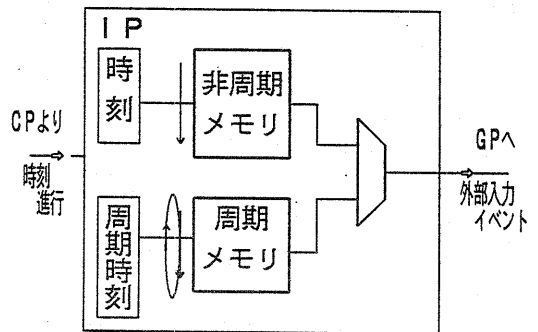 ＩＰ
時刻
非周期
メモリ
CPより
時刻
進行
GPへ
外部入力
イベント
周期時刻
周期
メモリ